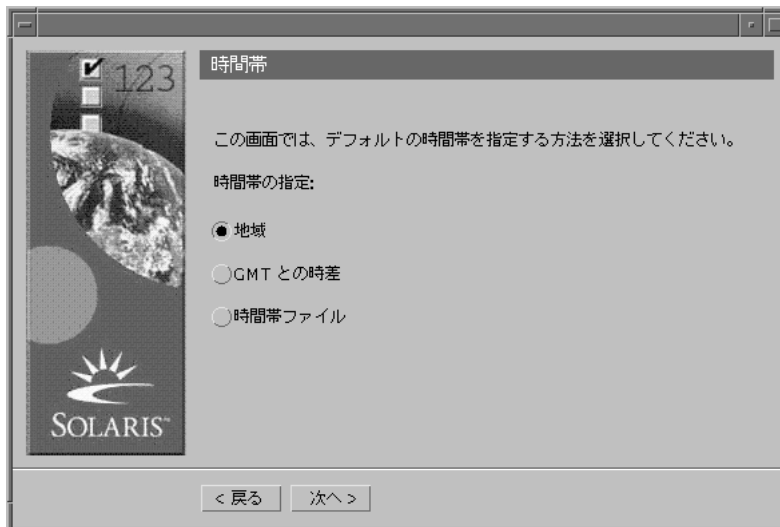 123
時間帯
この画面では、デフォルトの時間帯を指定する方法を選択してください。
時間帯の指定:
地域
GMT との時差
時間帯ファイル
SOLARIS™
< 戻る
次へ >